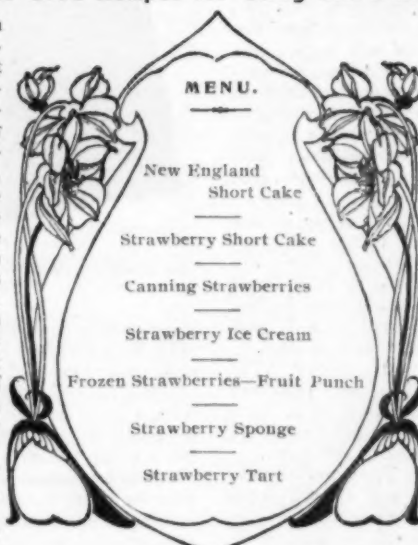 MENU.
New England
Short Cake
Strawberry Short Cake
Canning Strawberries
Strawberry Ice Cream
Frozen Strawberries—Fruit Punch
Strawberry Sponge
Strawberry Tart